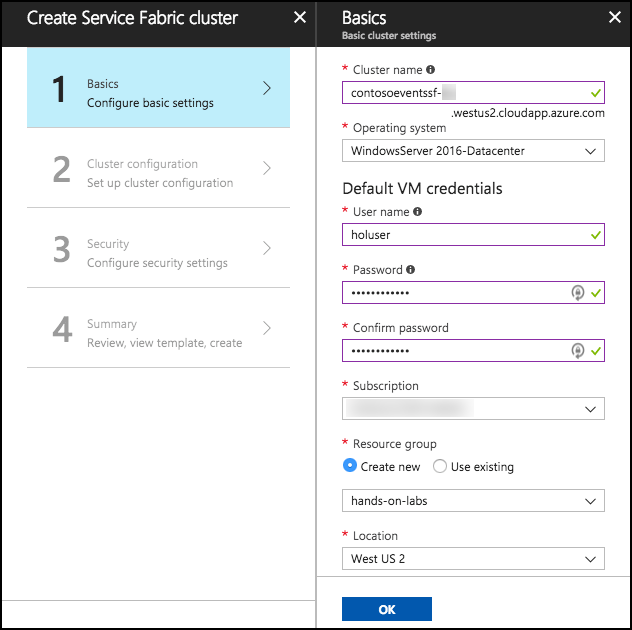 Create Service Fabric cluster
1
Basics
Configure basic settings
2
Cluster configuration
Set up cluster configuration
3
Security
Configure security settings
4
Summary
Review, view template, create
Basics
Basic cluster settings
* Cluster name
contosoeventssf-
.westus2.cloudapp.azure.com
* Operating system
WindowsServer 2016-Datacenter
Default VM credentials
* User name
holuser
* Password
••••••••••••
* Confirm password
••••••••••••
* Subscription
* Resource group
Create new Use existing
hands-on-labs
* Location
West US 2
OK